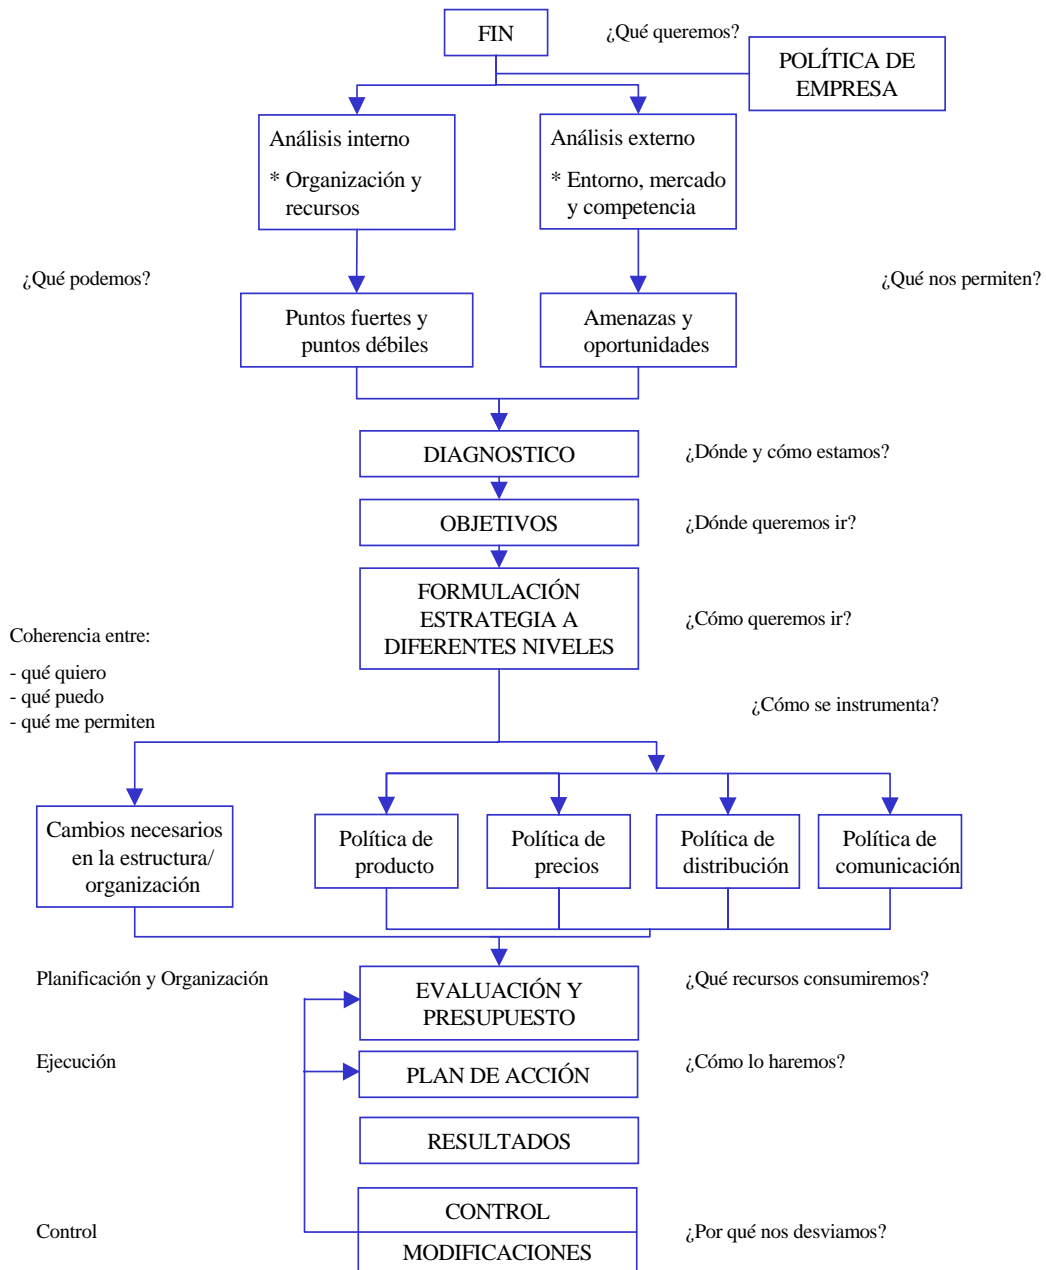 FIN
¿Qué queremos?
POLÍTICA DE
EMPRESA
Análisis interno
* Organización y
recursos
Análisis externo
* Entorno, mercado
y competencia
¿Qué podemos?
¿Qué nos permiten?
Puntos fuertes y
puntos débiles
Amenazas y
oportunidades
DIAGNOSTICO
¿Dónde y cómo estamos?
OBJETIVOS
¿Dónde queremos ir?
FORMULACIÓN
ESTRATEGIA A
DIFERENTES NIVELES
¿Cómo queremos ir?
Coherencia entre:
- qué quiero
- qué puedo
- qué me permiten
¿Cómo se instrumenta?
Cambios necesarios
en la estructura/
organización
Política de
producto
Política de
precios
Política de
distribución
Política de
comunicación
Planificación y Organización
EVALUACIÓN Y
PRESUPUESTO
¿Qué recursos consumiremos?
Ejecución
PLAN DE ACCIÓN
¿Cómo lo haremos?
RESULTADOS
CONTROL
Control
¿Por qué nos desviamos?
MODIFICACIONES